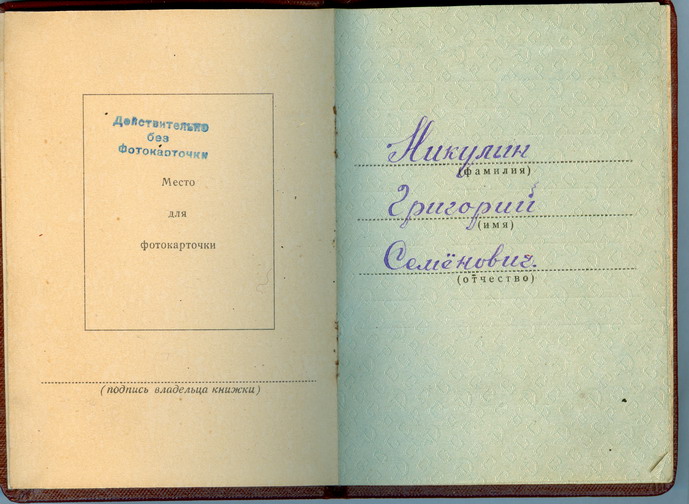 Действительно
без
фотокарточки
Место
для
фотокарточки
(подпись владельца книжки)
Никулин
(фамилия)
Григорий
(имя)
Семёнович.
(отчество)